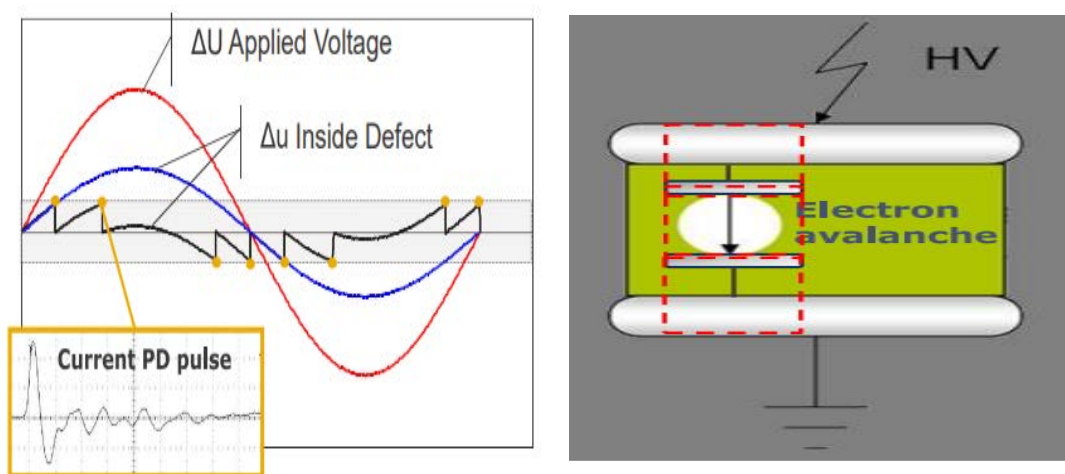 ΔU Applied Voltage
Δu Inside Defect
Current PD pulse
HV
Electron
avalanche